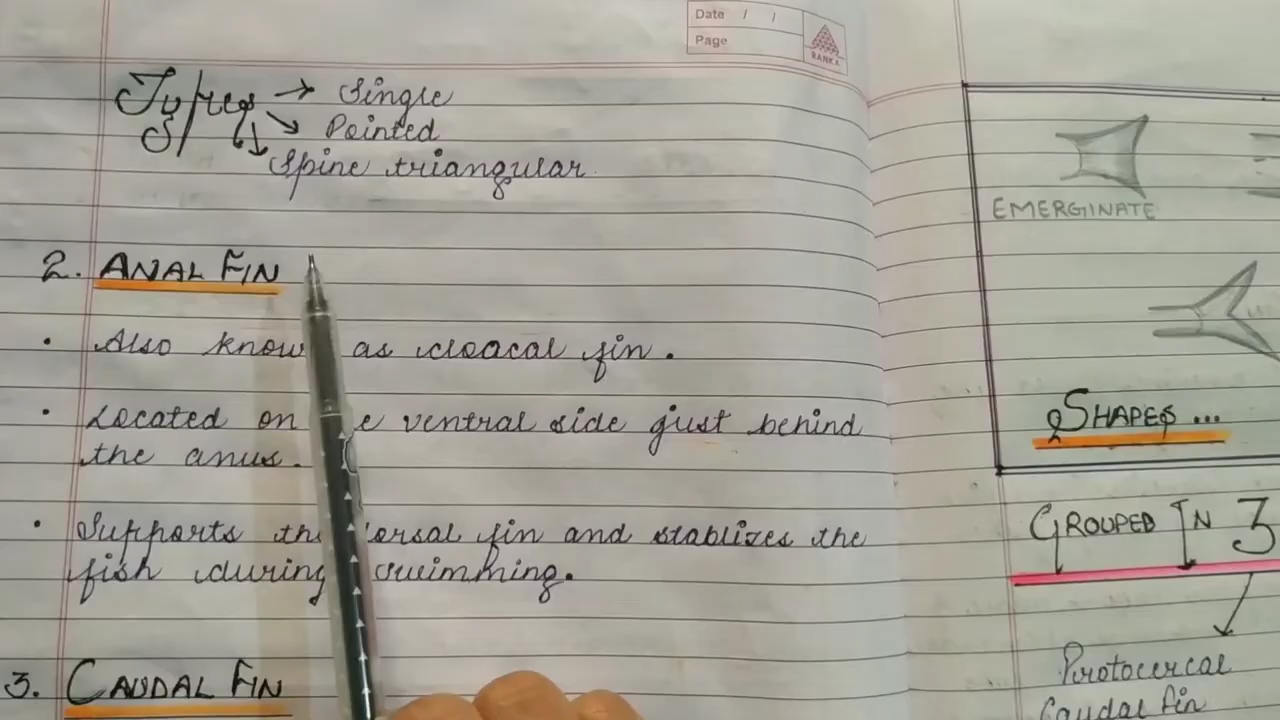 Date / /
Page
RANKA
Types → Single
→ Pointed
↓ Spine triangular
2. ANAL FIN
• Also know as cloacal fin.
• Located on e ventral side just behind
the anus.
• Supports th dorsal fin and stablizes the
fish during swimming.
3. CAUDAL FIN
EMERGINATE
SHAPES ...
GROUPED IN 3
Protocercal
Caudal fin